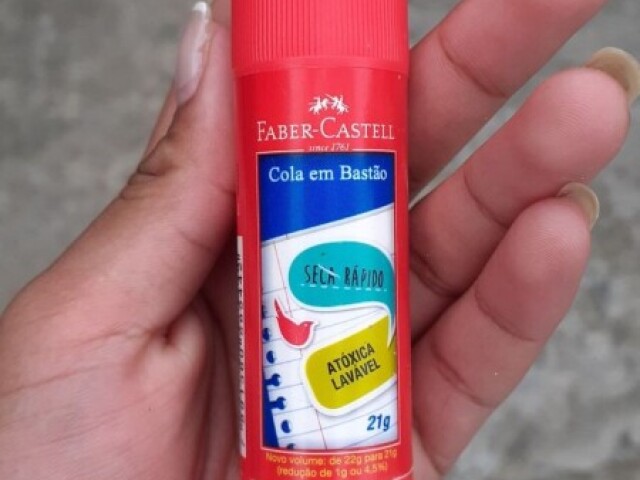 FABER-CASTELL
since 1761
Cola em Bastão
SECA RÁPIDO
ATÓXICA
LAVÁVEL
21g
Novo volume: de 22g para 21g
(redução de 1g ou 4,5%)